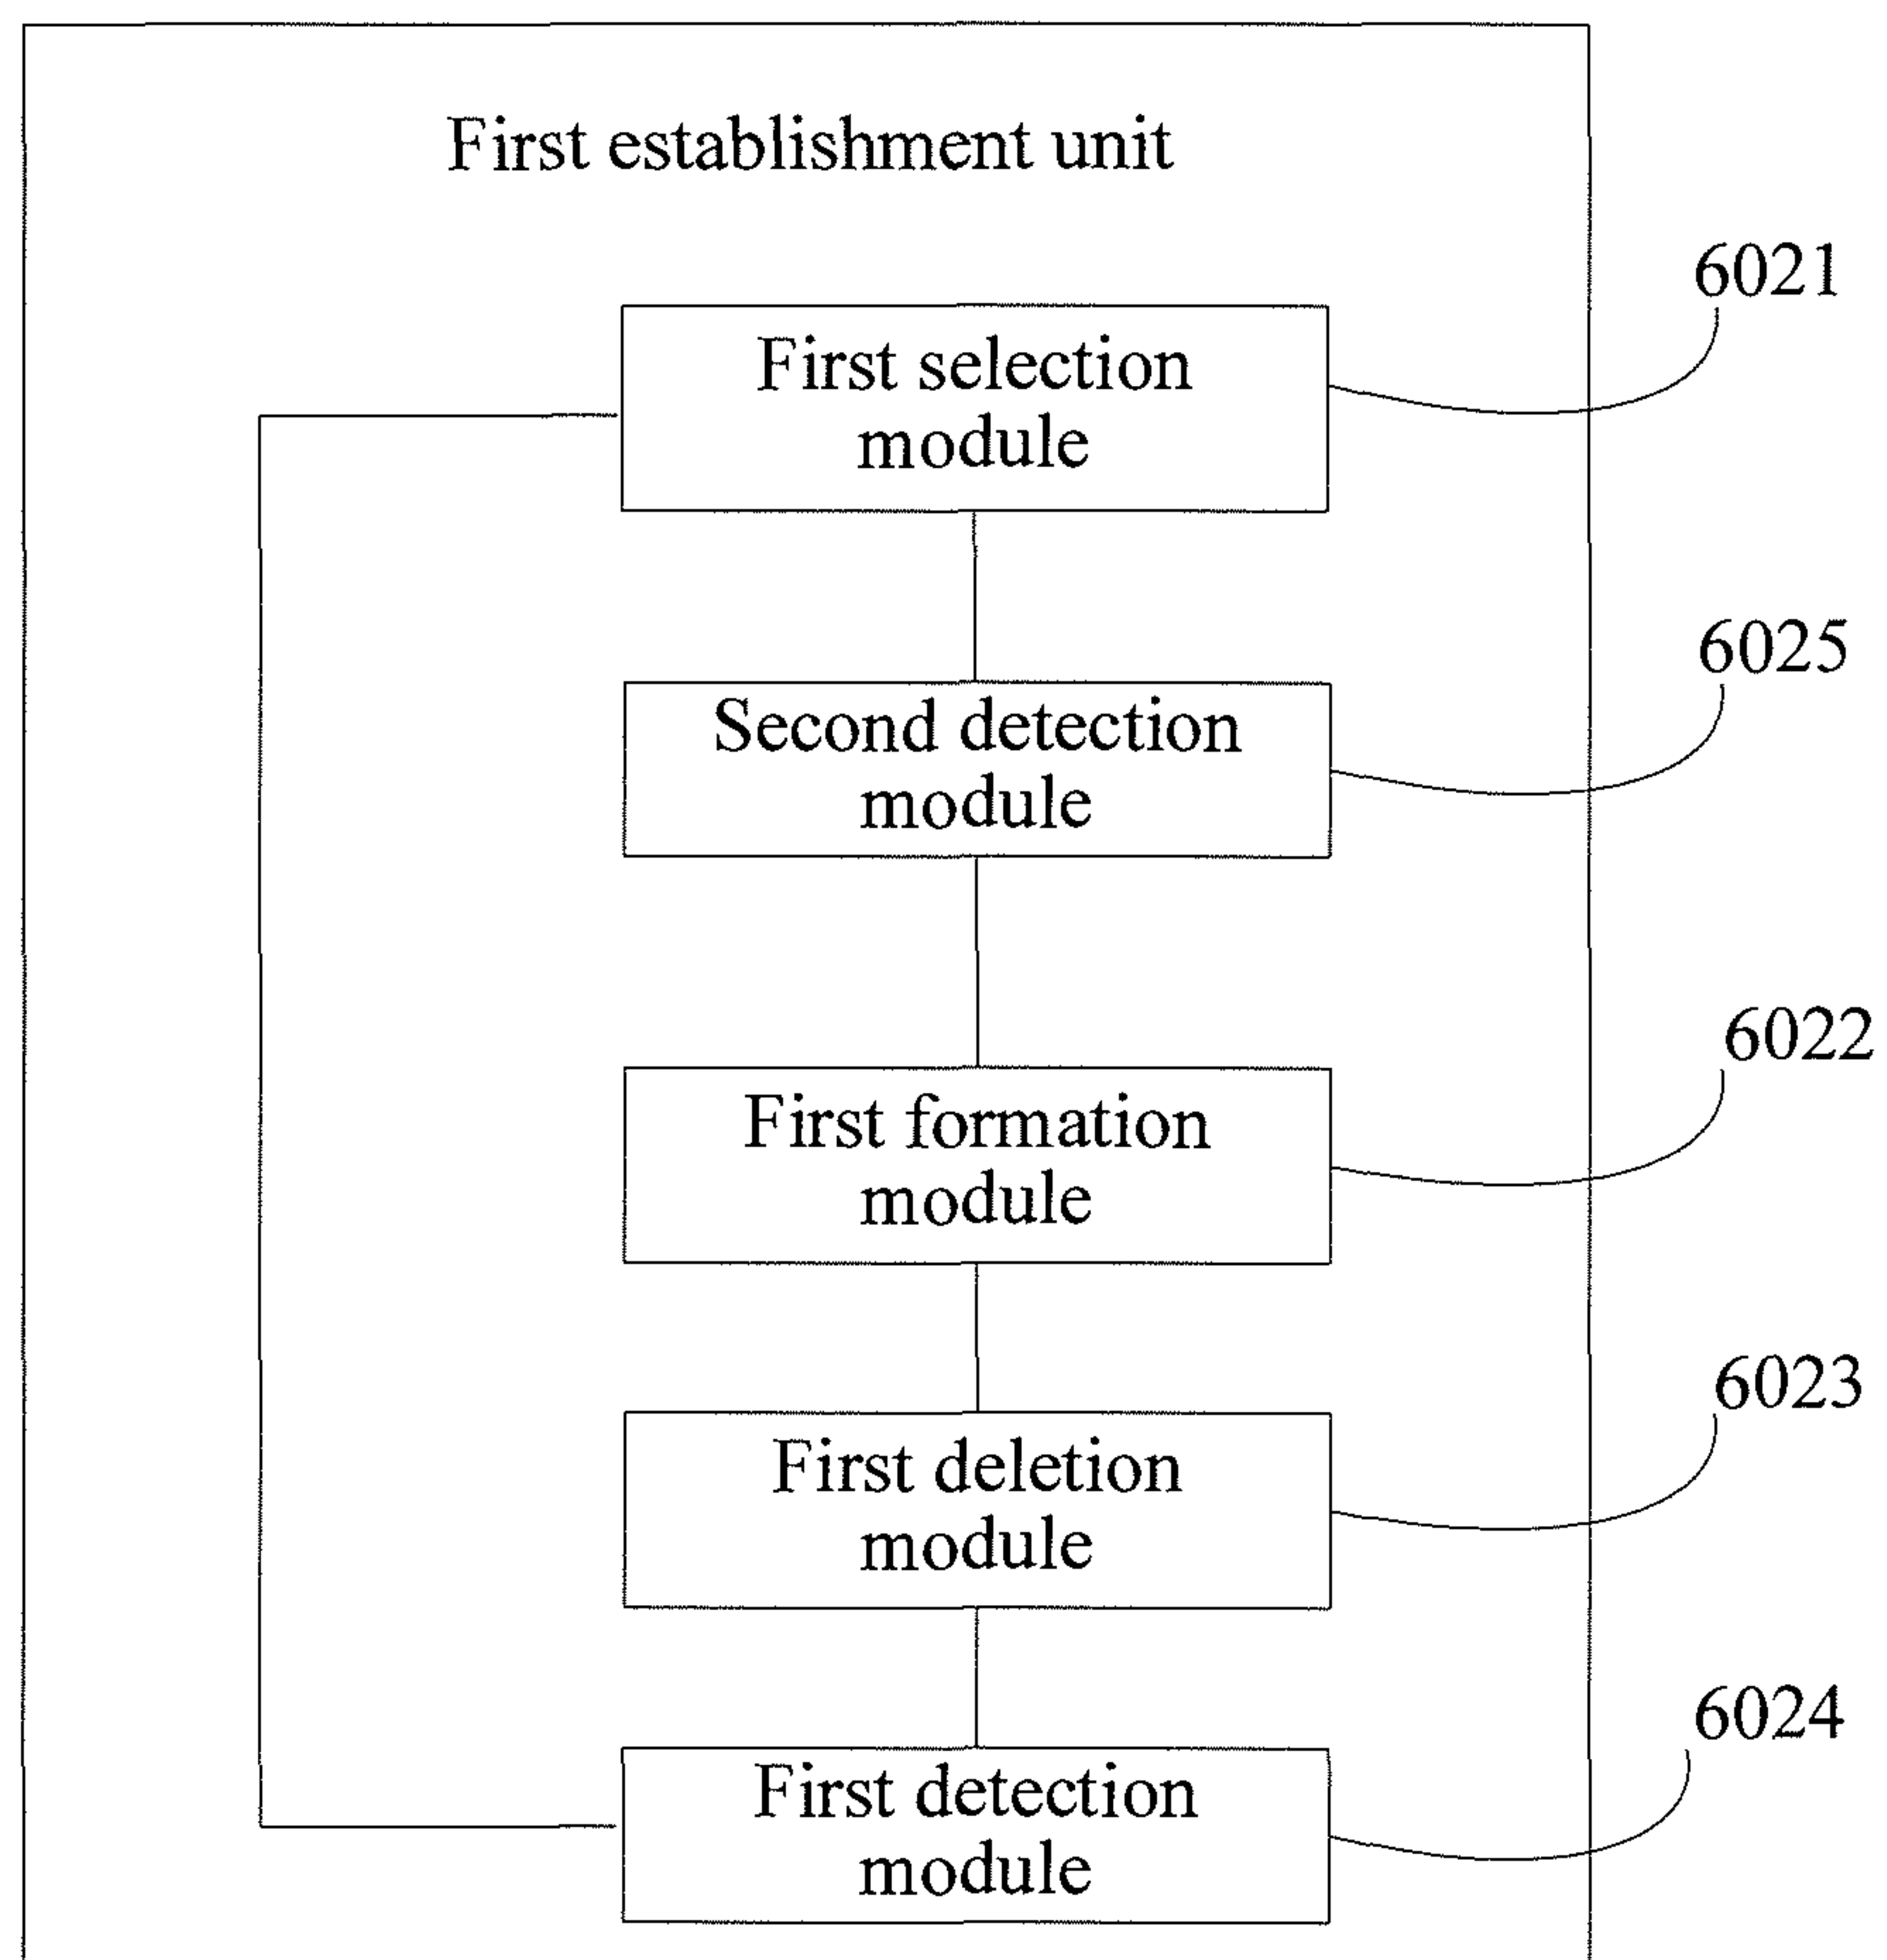 First establishment unit
6021
First selection
module
6025
Second detection
module
6022
First formation
module
6023
First deletion
module
6024
First detection
module